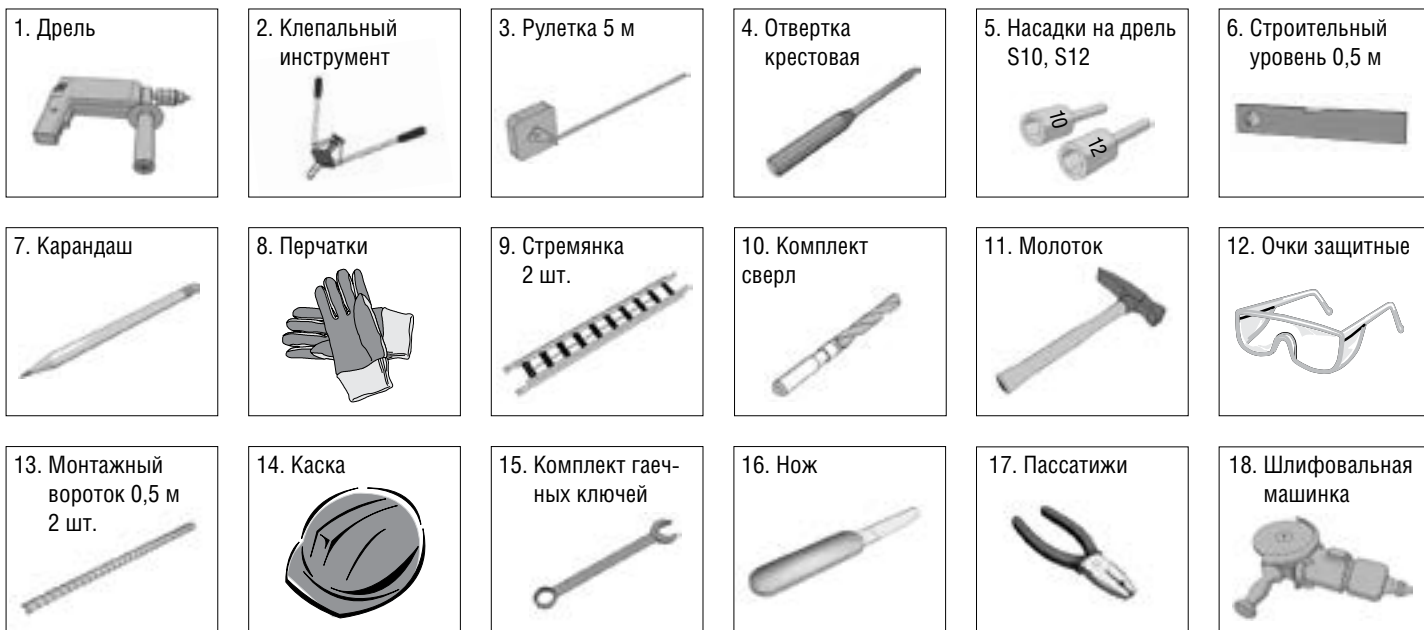 1. Дрель
2. Клепальный
инструмент
3. Рулетка 5 м
4. Отвертка
крестовая
5. Насадки на дрель
S10, S12
10
12
6. Строительный
уровень 0,5 м
7. Карандаш
8. Перчатки
9. Стремянка
2 шт.
10. Комплект
сверл
11. Молоток
12. Очки защитные
13. Монтажный
вороток 0,5 м
2 шт.
14. Каска
15. Комплект гаеч-
ных ключей
16. Нож
17. Пассатижи
18. Шлифовальная
машинка